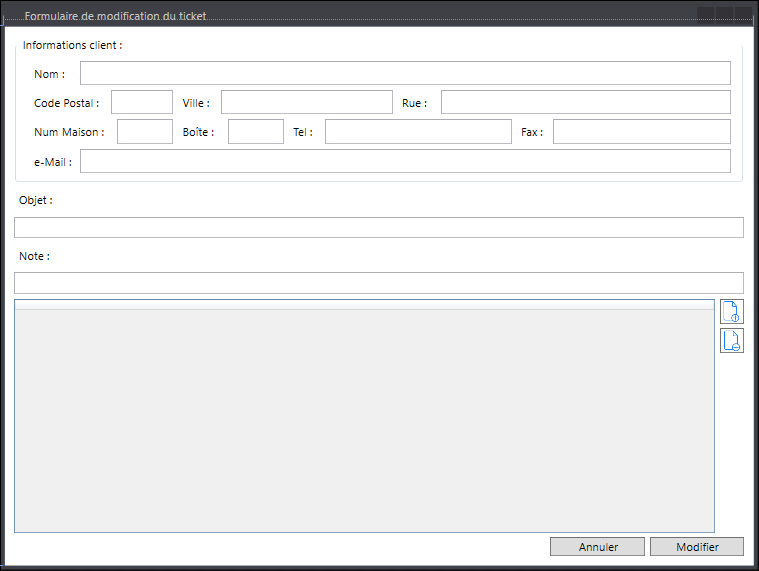 Formulaire de modification du ticket
Informations client :
Nom :
Code Postal : Ville : Rue :
Num Maison : Boîte : Tel : Fax :
e-Mail :
Objet :
Note :
Annuler Modifier